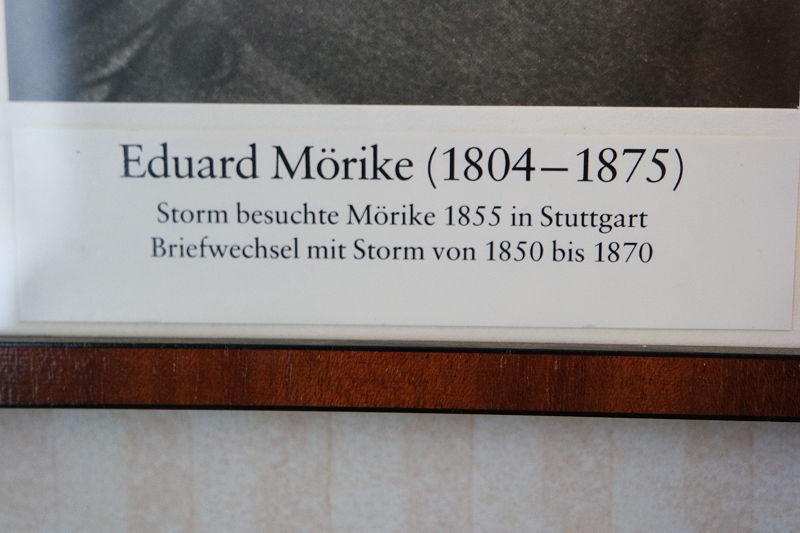 Eduard Mörike (1804–1875)
Storm besuchte Mörike 1855 in Stuttgart
Briefwechsel mit Storm von 1850 bis 1870